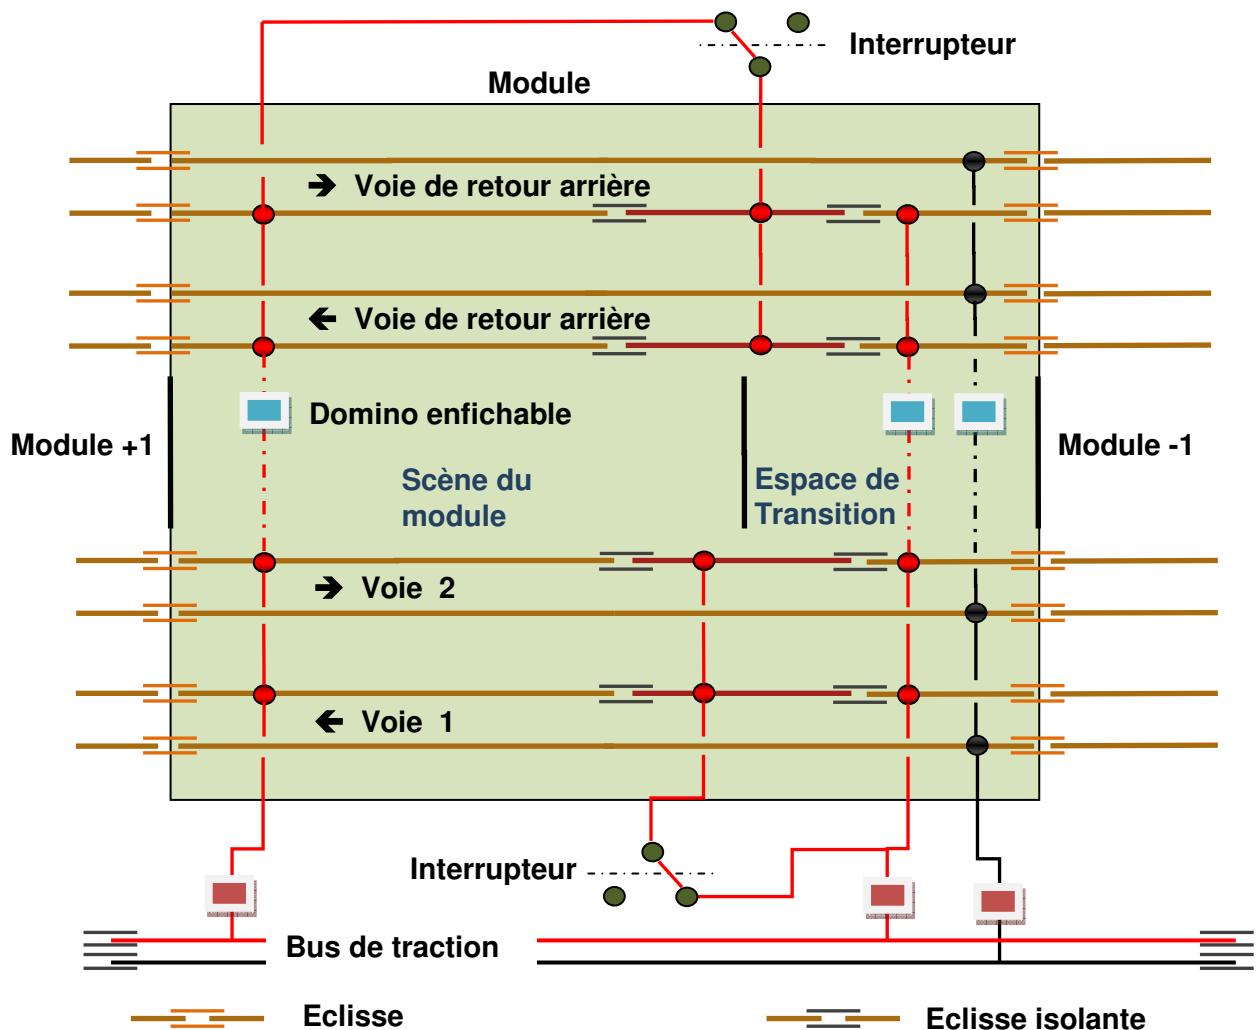 Interrupteur
Module
Voie de retour arrière
Voie de retour arrière
Domino enfichable
Module +1
Module -1
Scène du
module
Espace de
Transition
Voie 2
Voie 1
Interrupteur
Bus de traction
Eclisse
Eclisse isolante